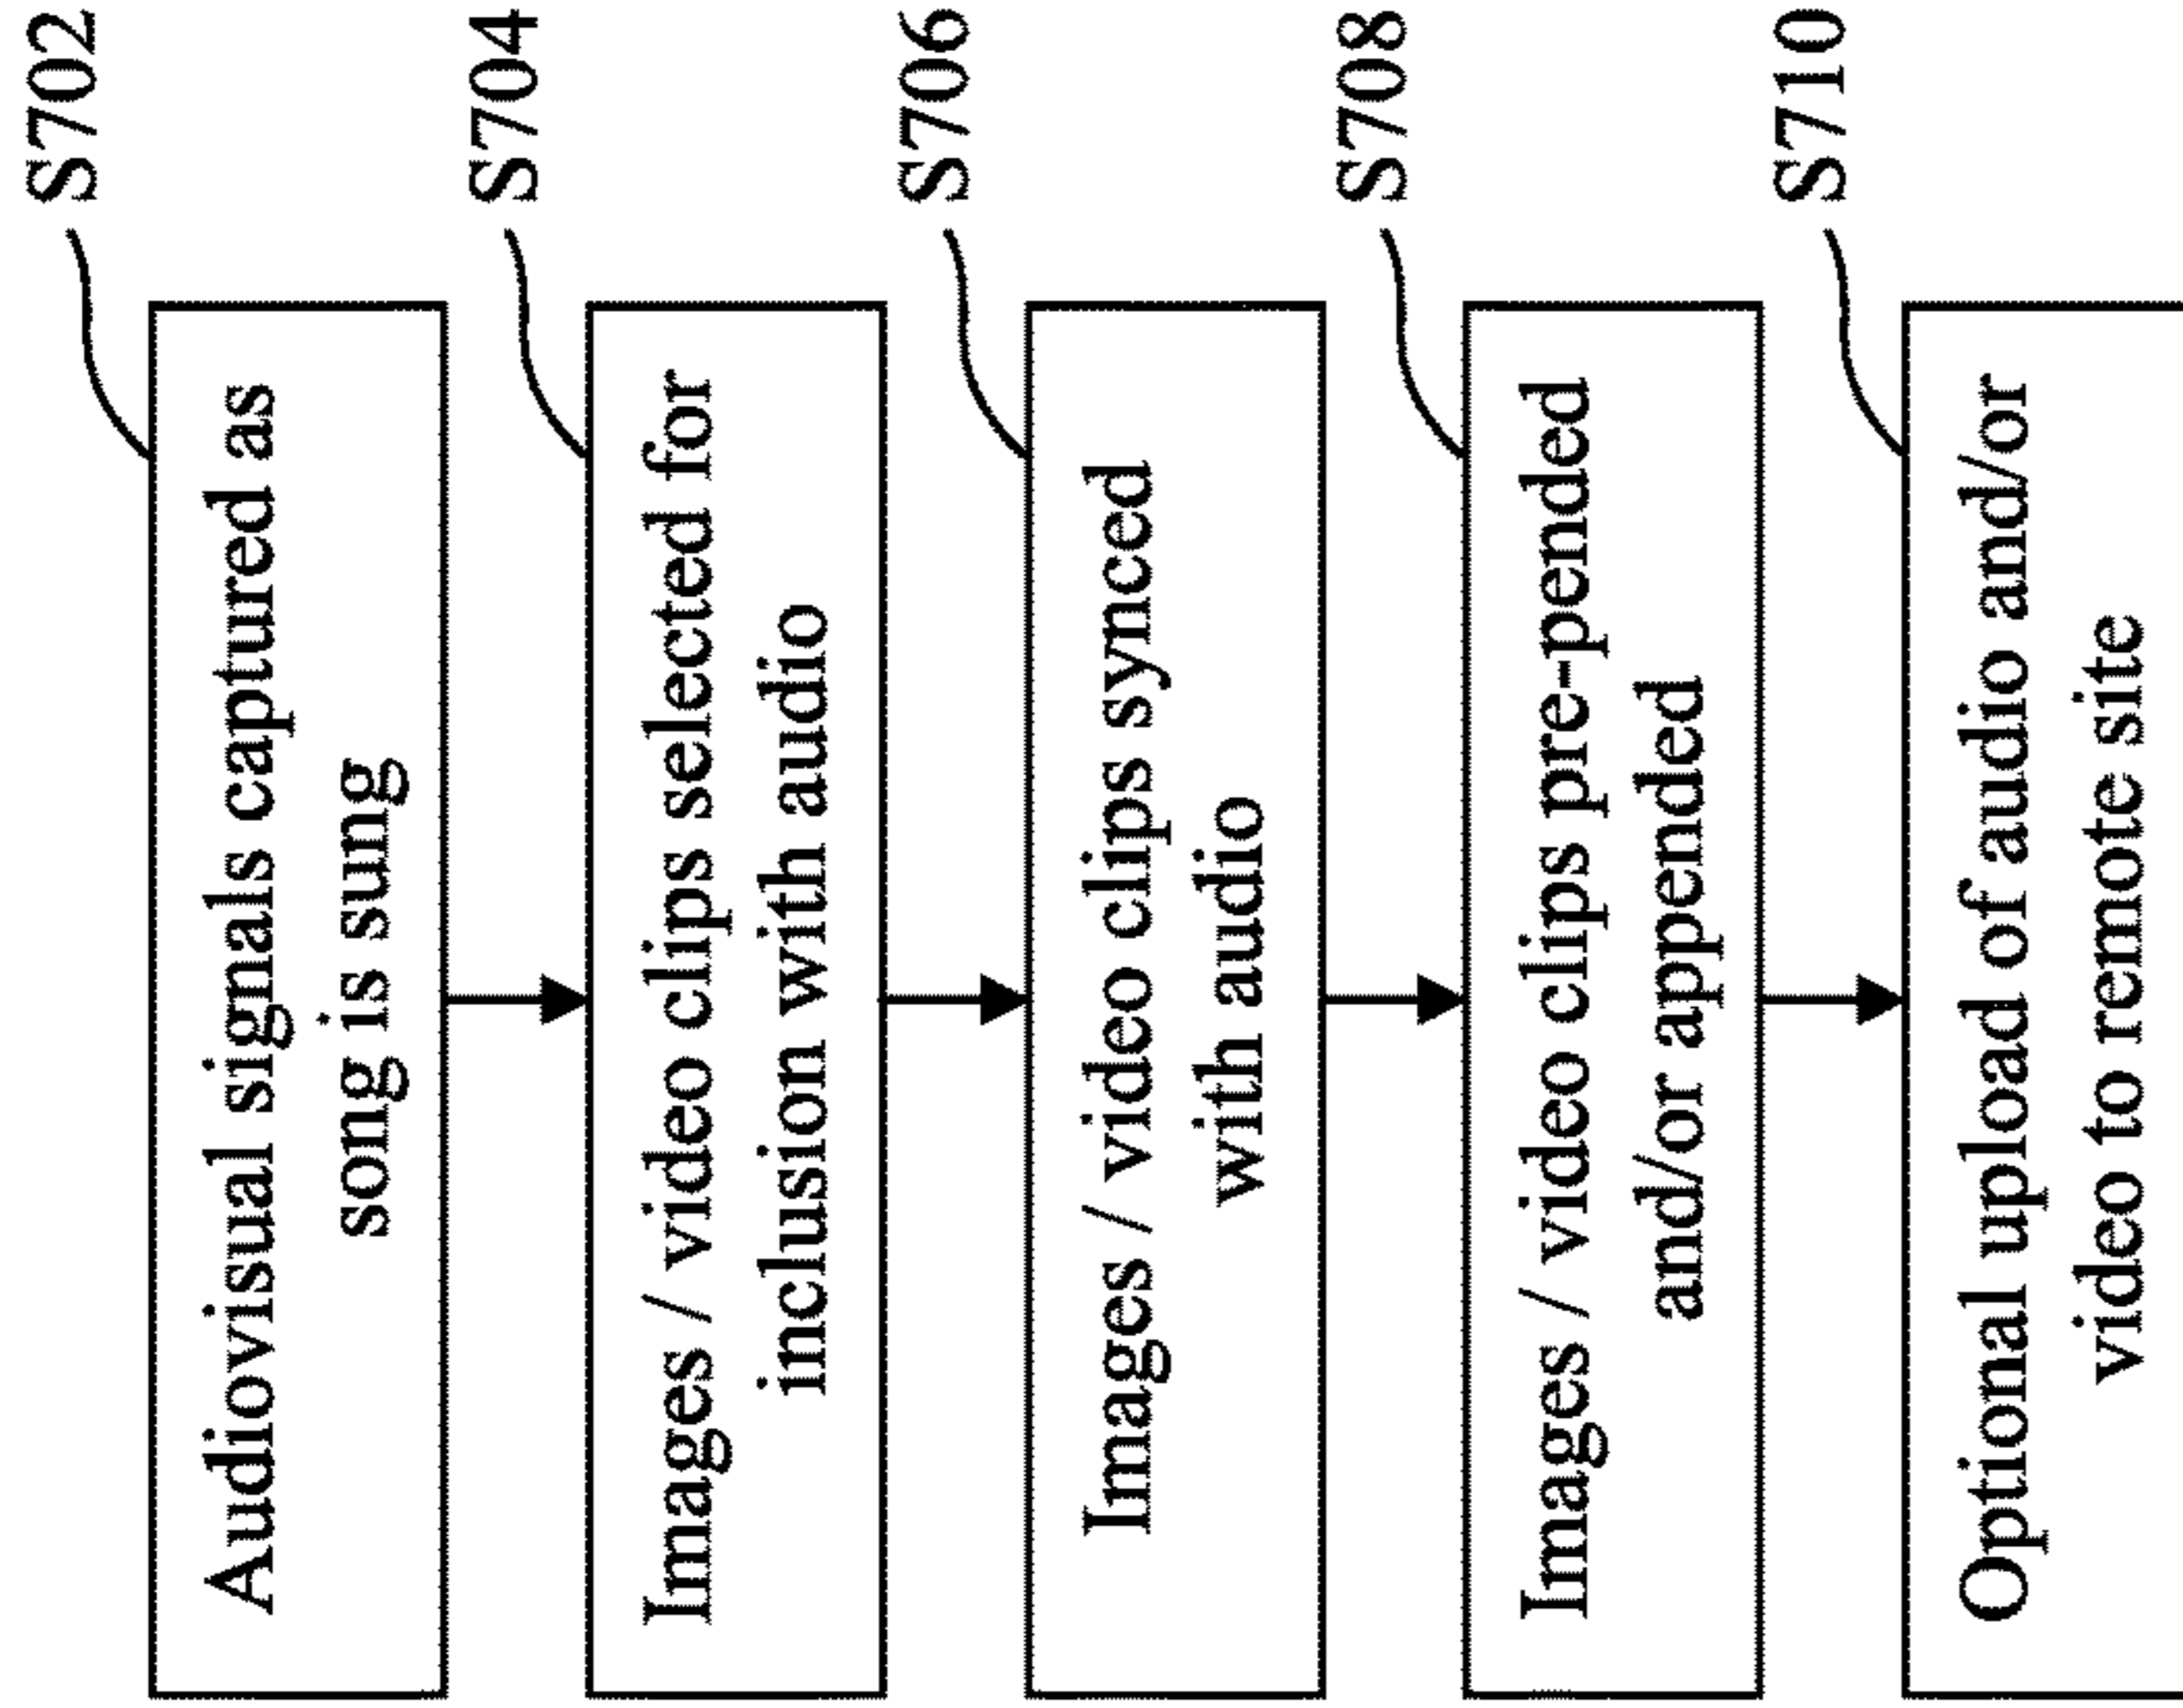 S702
Audiovisual signals captured as
song is sung
S704
Images / video clips selected for
inclusion with audio
S706
Images / video clips synced
with audio
S708
Images / video clips pre-pended
and/or appended
S710
Optional upload of audio and/or
video to remote site